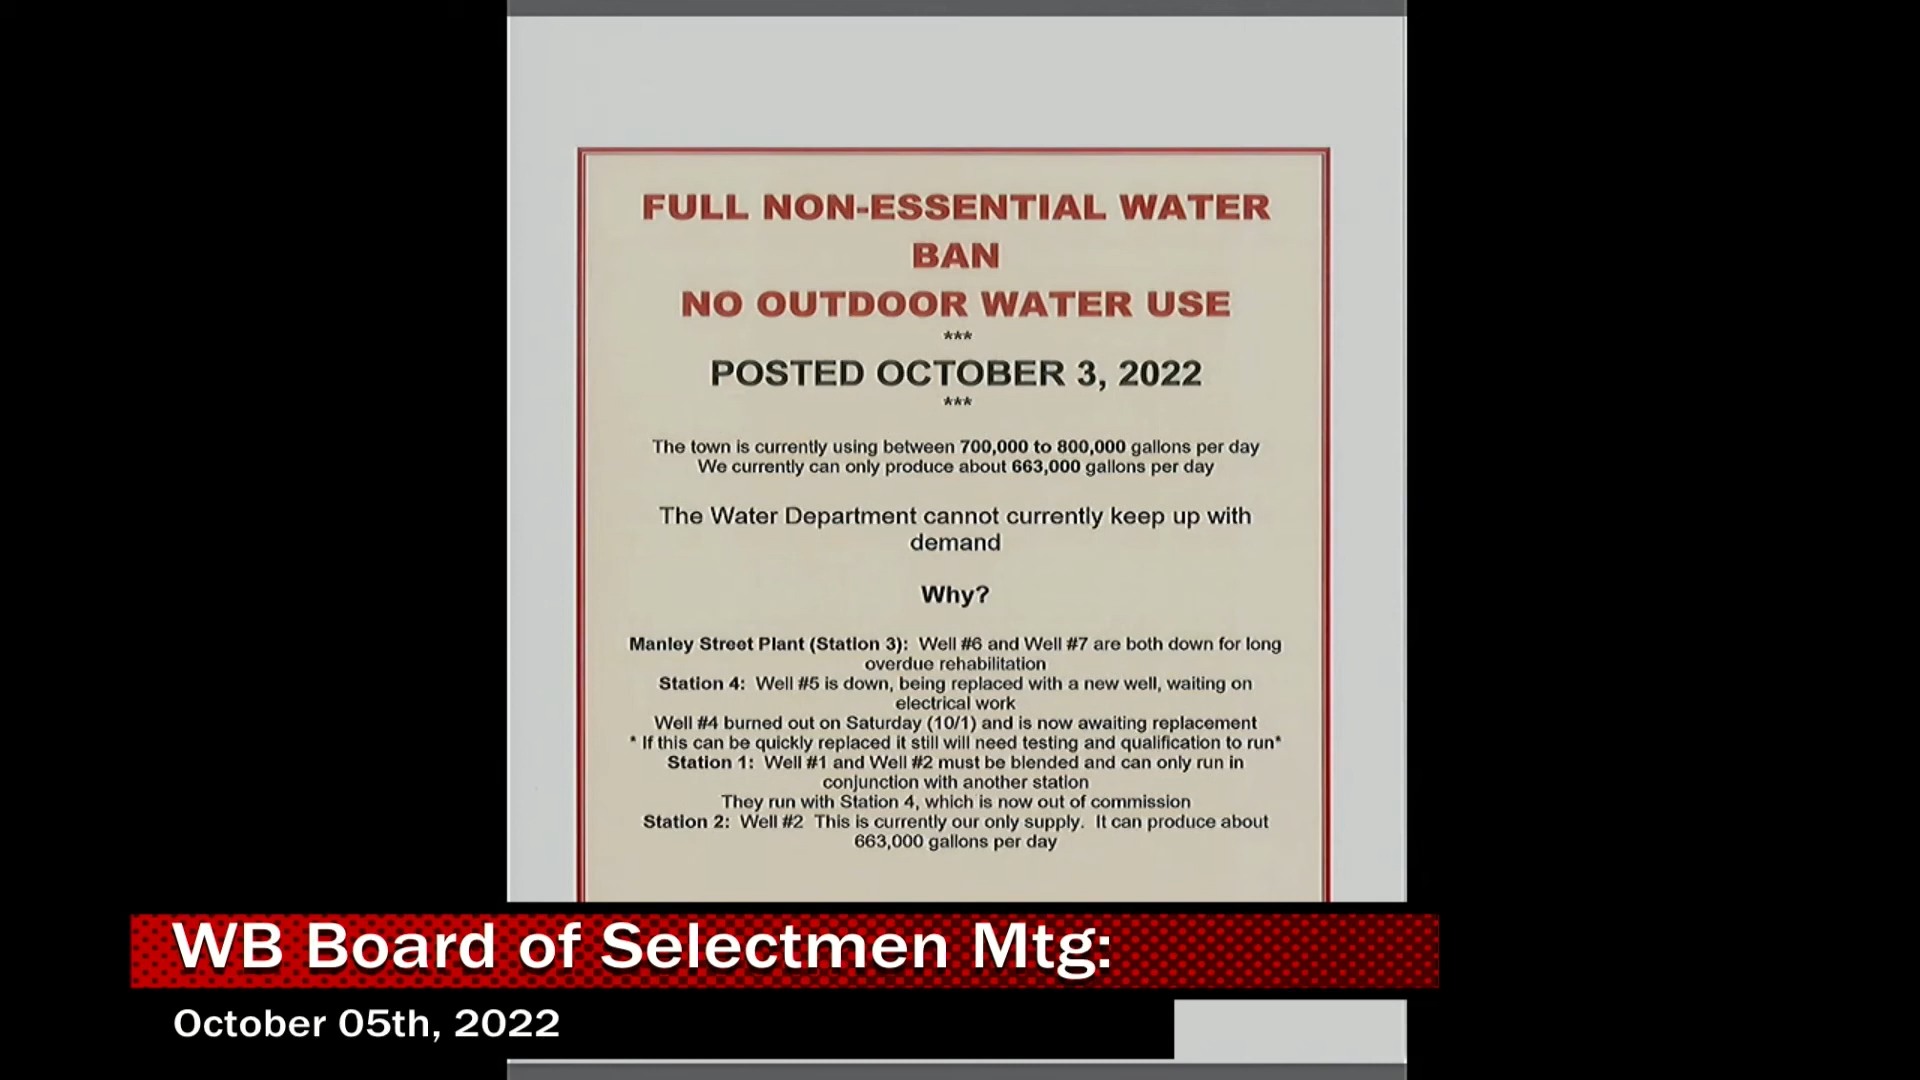 FULL NON-ESSENTIAL WATER
BAN
NO OUTDOOR WATER USE
***
POSTED OCTOBER 3, 2022
***
The town is currently using between 700,000 to 800,000 gallons per day
We currently can only produce about 663,000 gallons per day
The Water Department cannot currently keep up with
demand
Why?
Manley Street Plant (Station 3): Well #6 and Well #7 are both down for long
overdue rehabilitation
Station 4: Well #5 is down, being replaced with a new well, waiting on
electrical work
Well #4 burned out on Saturday (10/1) and is now awaiting replacement
* If this can be quickly replaced it still will need testing and qualification to run*
Station 1: Well #1 and Well #2 must be blended and can only run in
conjunction with another station
They run with Station 4, which is now out of commission
Station 2: Well #2 This is currently our only supply. It can produce about
663,000 gallons per day
WB Board of Selectmen Mtg:
October 05th, 2022